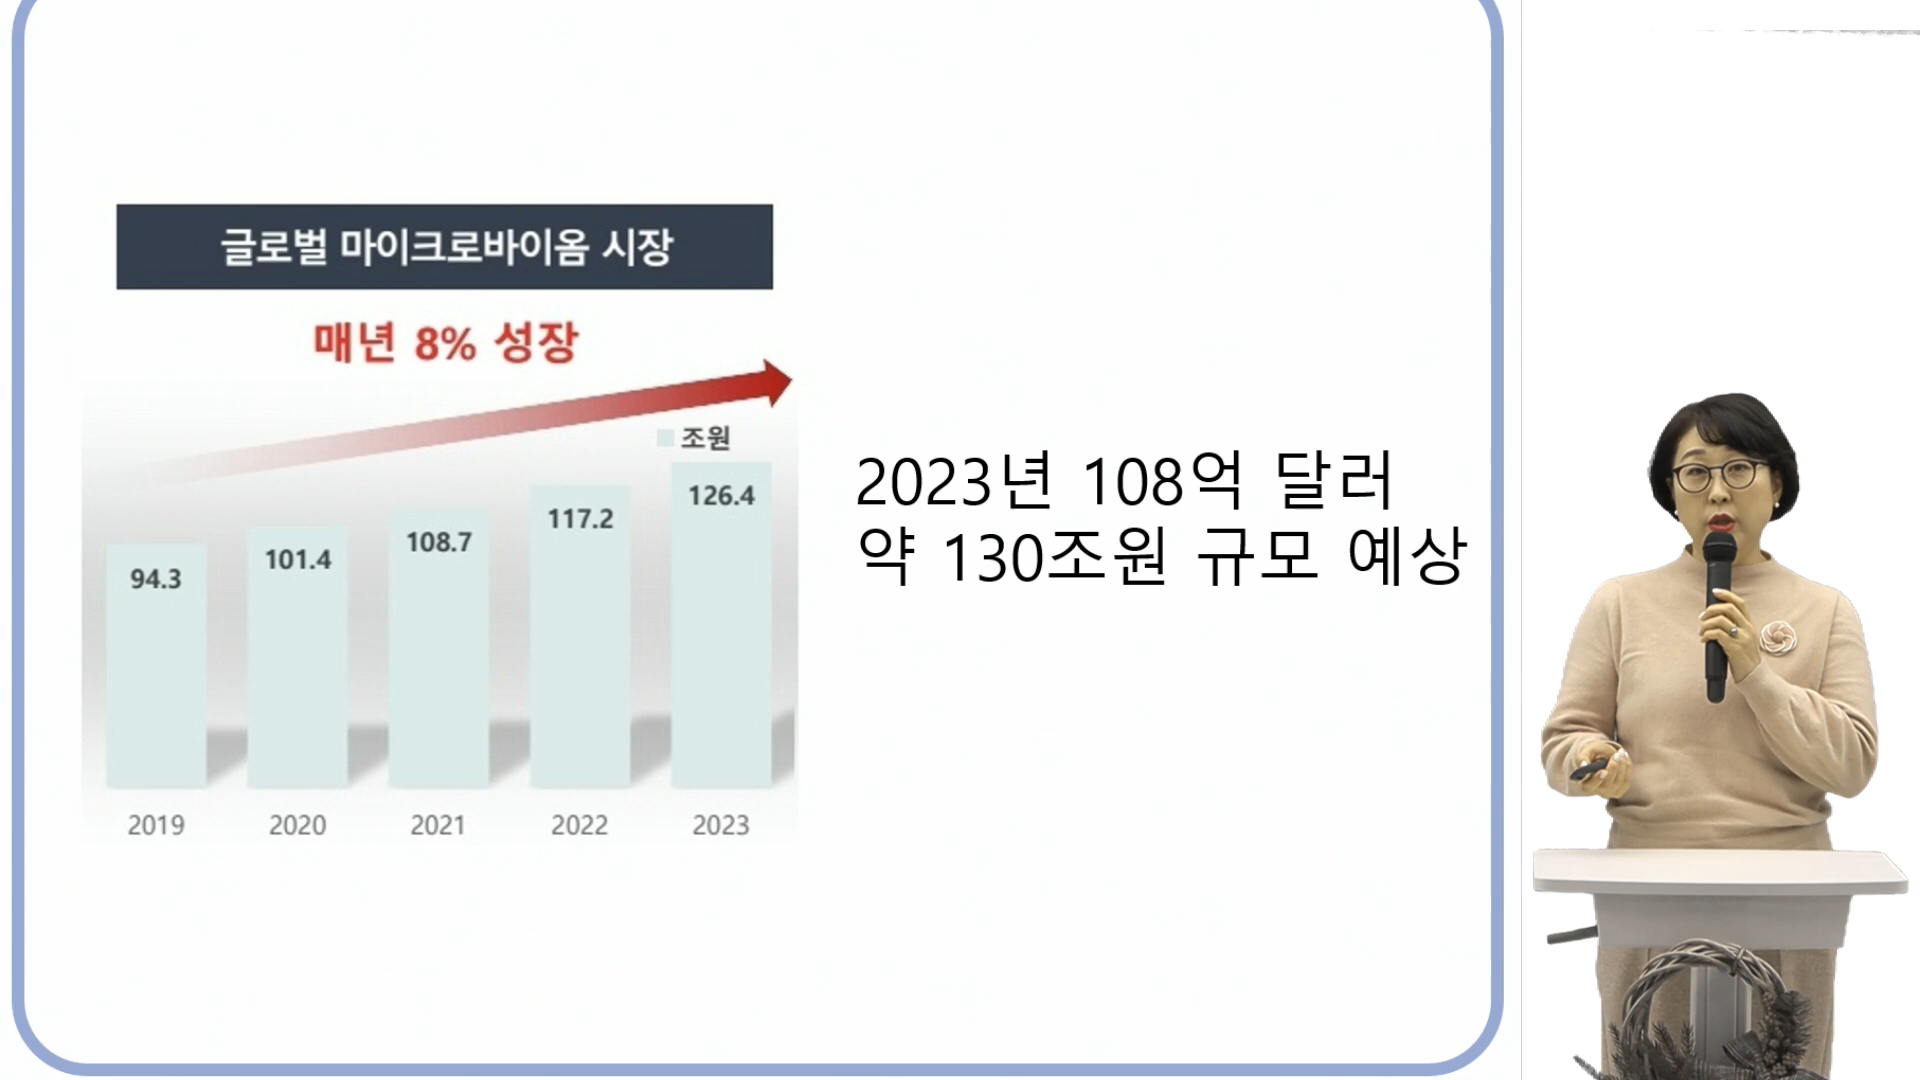 글로벌 마이크로바이옴 시장
매년 8% 성장
조원
94.3
101.4
108.7
117.2
126.4
2019
2020
2021
2022
2023
2023년 108억 달러
약 130조원 규모 예상